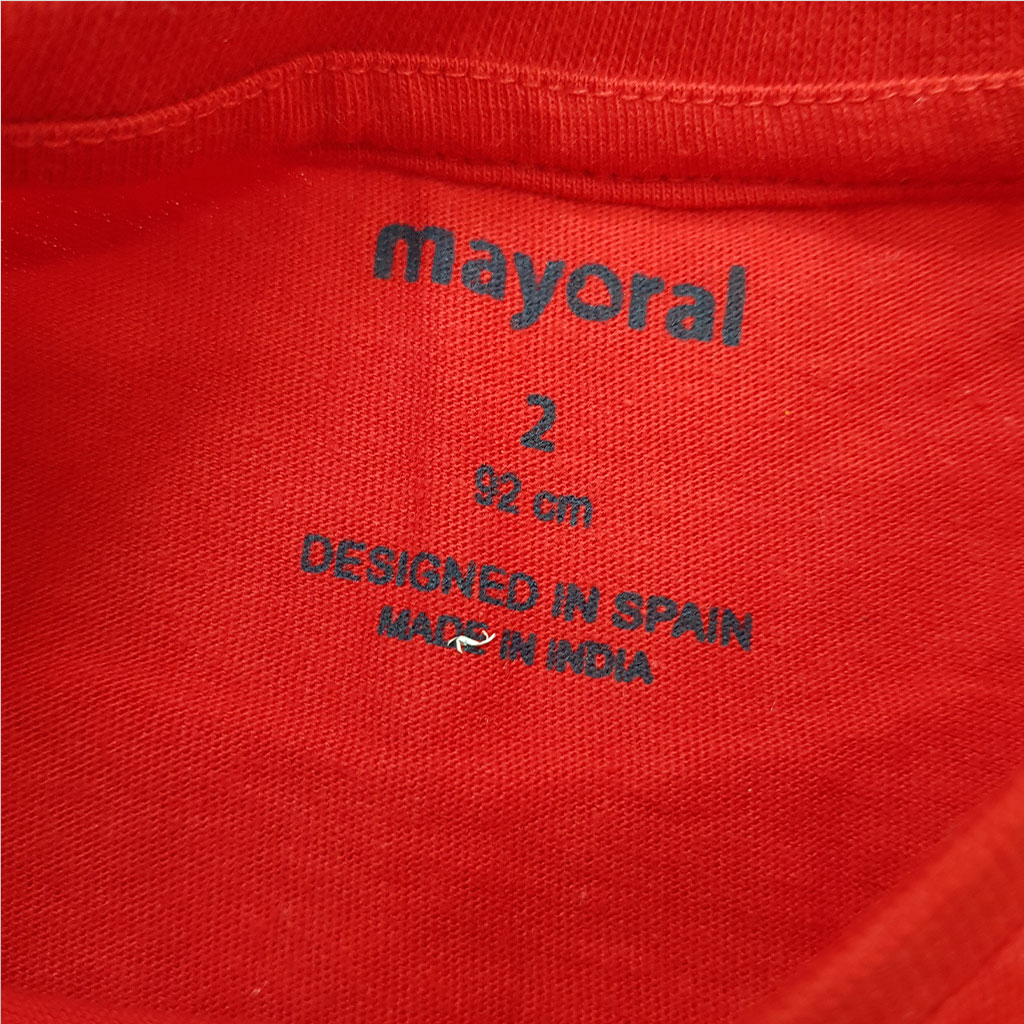 mayoral
2
92 cm
DESIGNED IN SPAIN
MADE IN INDIA